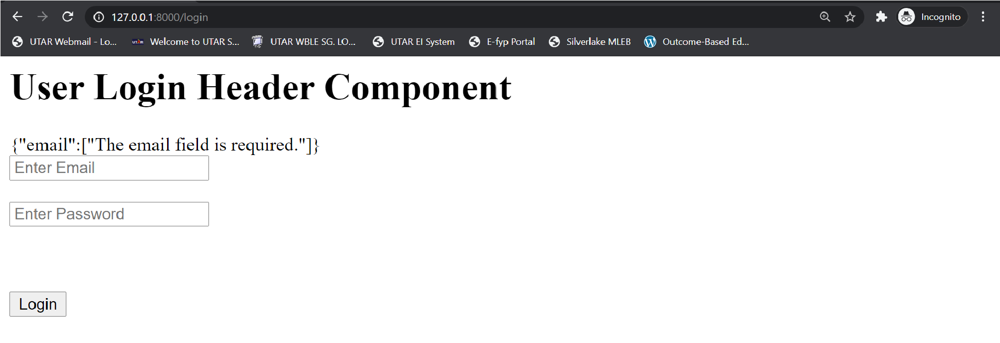 127.0.0.1:8000/login Incognito
UTAR Webmail - Lo... UTAR Welcome to UTAR S... UTAR WBLE SG. LO... UTAR EI System E-fyp Portal Silverlake MLEB Outcome-Based Ed...
User Login Header Component
{"email":["The email field is required."]}
Enter Email
Enter Password
Login